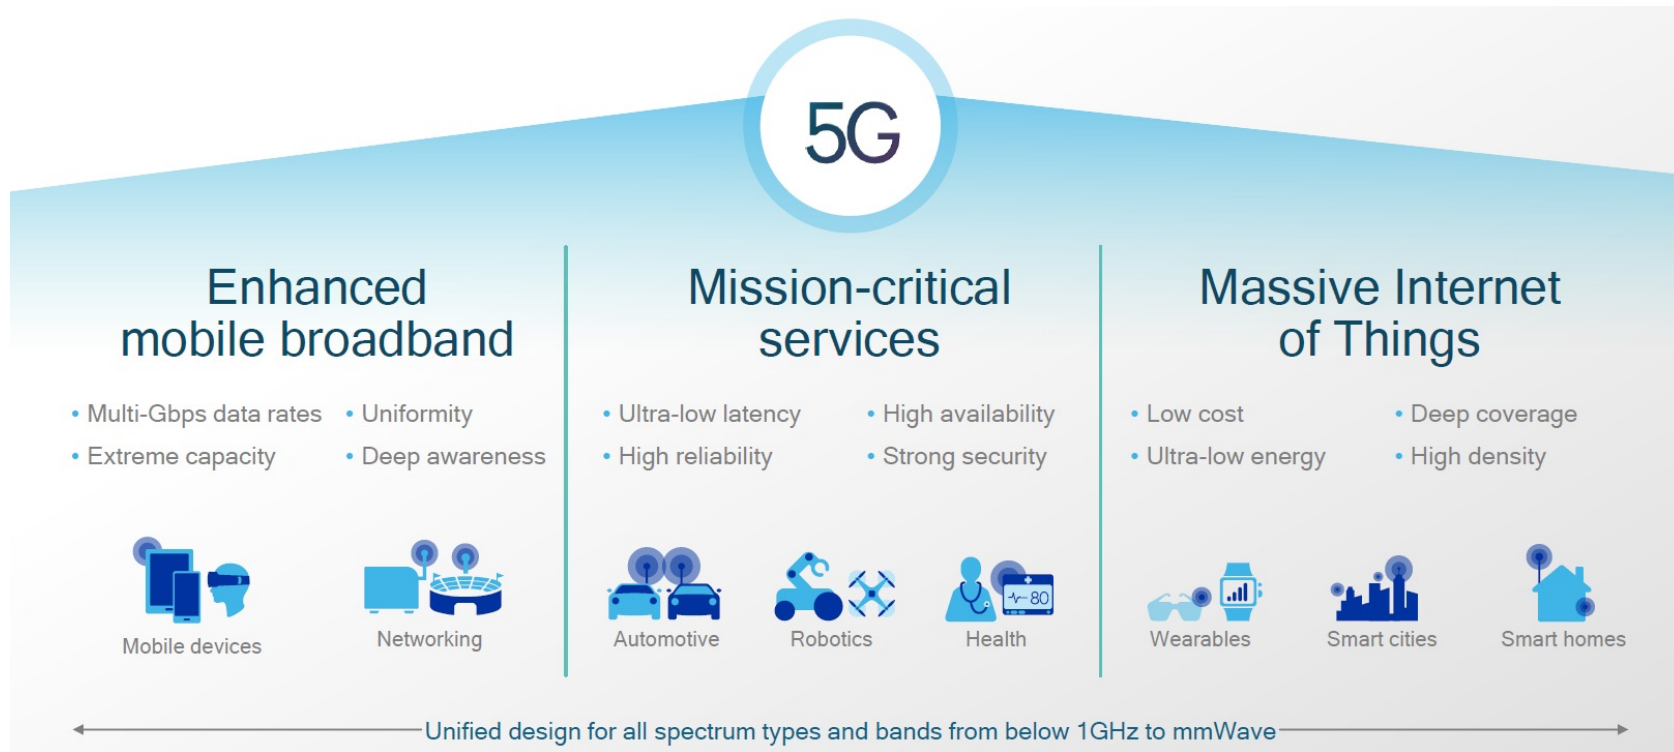 5G
Enhanced
mobile broadband
• Multi-Gbps data rates
• Uniformity
• Extreme capacity
• Deep awareness
Mobile devices
Networking
Mission-critical
services
• Ultra-low latency
• High availability
• High reliability
• Strong security
80
Automotive
Robotics
Health
Massive Internet
of Things
• Low cost
• Deep coverage
• Ultra-low energy
• High density
Wearables
Smart cities
Smart homes
Unified design for all spectrum types and bands from below 1GHz to mmWave